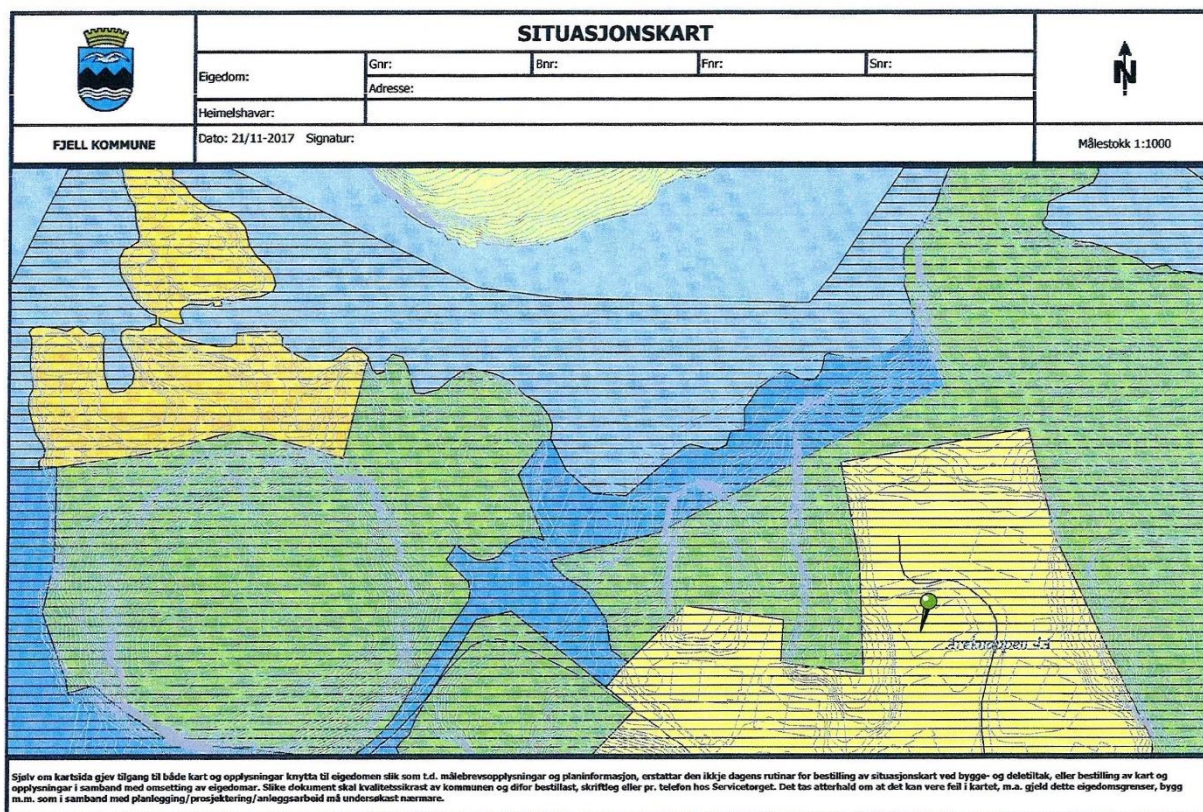 SITUASJONSKART
Eigedom:
Gnr:
Bnr:
Fnr:
Snr:
Adresse:
Heimelshavar:
N
FJELL KOMMUNE
Dato: 21/11-2017 Signatur:
Målestokk 1:1000
Sjølv om kartsida gjev tilgang til både kart og opplysningar knytta til eigedomen slik som t.d. målebrevsopplysningar og planinformasjon, erstattar den ikkje dagens rutinar for bestilling av situasjonskart ved bygge- og deletiltak, eller bestilling av kart og
opplysningar i samband med omsetting av eigedomar. Slike dokument skal kvalitetssikrast av kommunen og difor bestillast, skriftleg eller pr. telefon hos Servicetorget. Det tas atterhald om at det kan vere feil i kartet, m.a. gjeld dette eigedomsgrenser, bygg
m.m. som i samband med planlegging/prosjektering/anleggsarbeid må undersøkast nærmare.